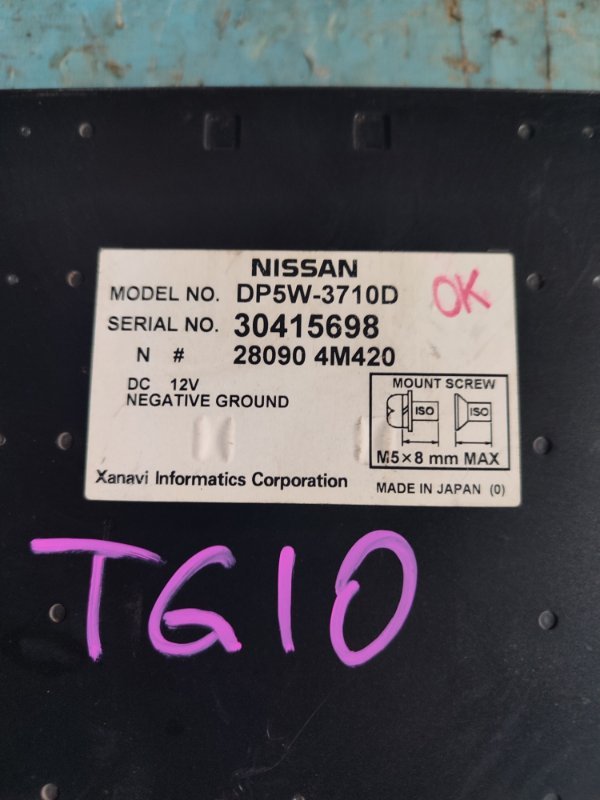 NISSAN
MODEL NO. DP5W-3710D
OK
SERIAL NO. 30415698
N # 28090 4M420
DC 12V
NEGATIVE GROUND
MOUNT SCREW
ISO ISO
M5×8 mm MAX
Xanavi Informatics Corporation
MADE IN JAPAN (0)
TG10